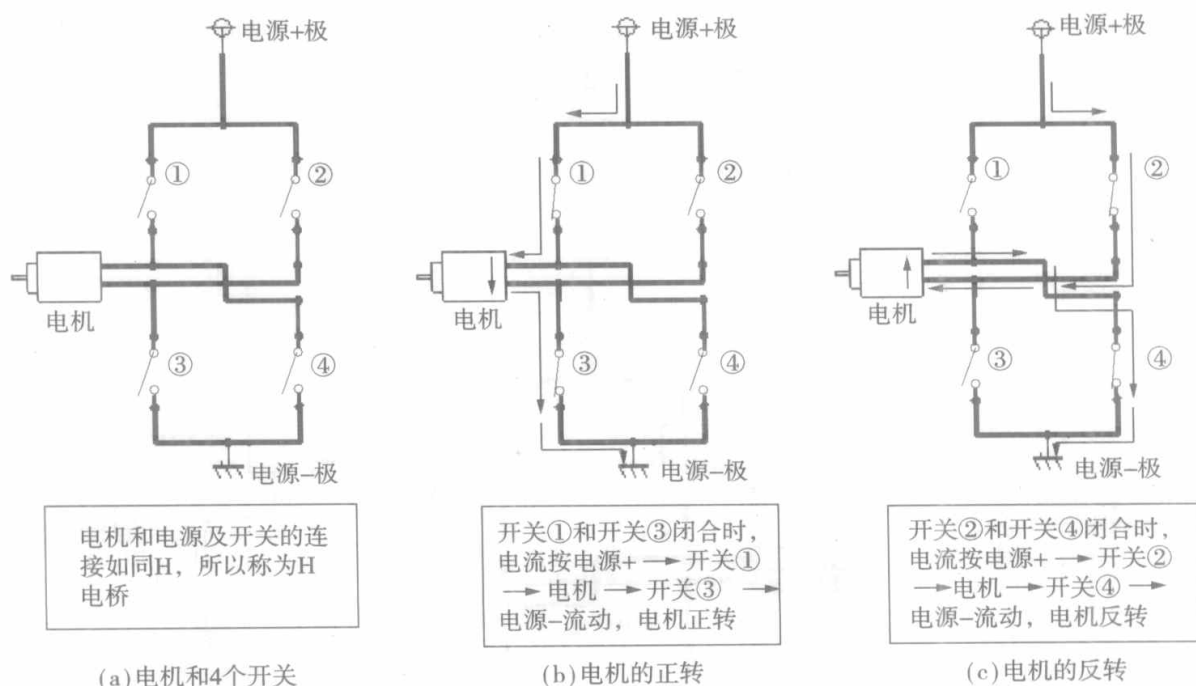 电源+极
电源+极
电源+极
①
②
①
②
①
②
电机
电机
电机
③
④
③
④
③
④
电源−极
电源−极
电源−极
电机和电源及开关的连
接如同H，所以称为H
电桥
开关①和开关③闭合时，
电流按电源+→开关①
→电机→开关③→
电源−流动，电机正转
开关②和开关④闭合时，
电流按电源+→开关②
→电机→开关④→
电源−流动，电机反转
(a)电机和4个开关
(b)电机的正转
(c)电机的反转